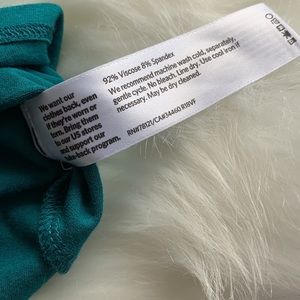 We want our
clothes back, even
if they're worn or
torn. Bring them
to our US stores
and support our
take-back program.
92% Viscose 8% Spandex
We recommend machine wash cold, separately,
gentle cycle. No bleach. Line dry. Use cool iron if
necessary. May be dry cleaned.
RN#78121/CA#34460 R18VF